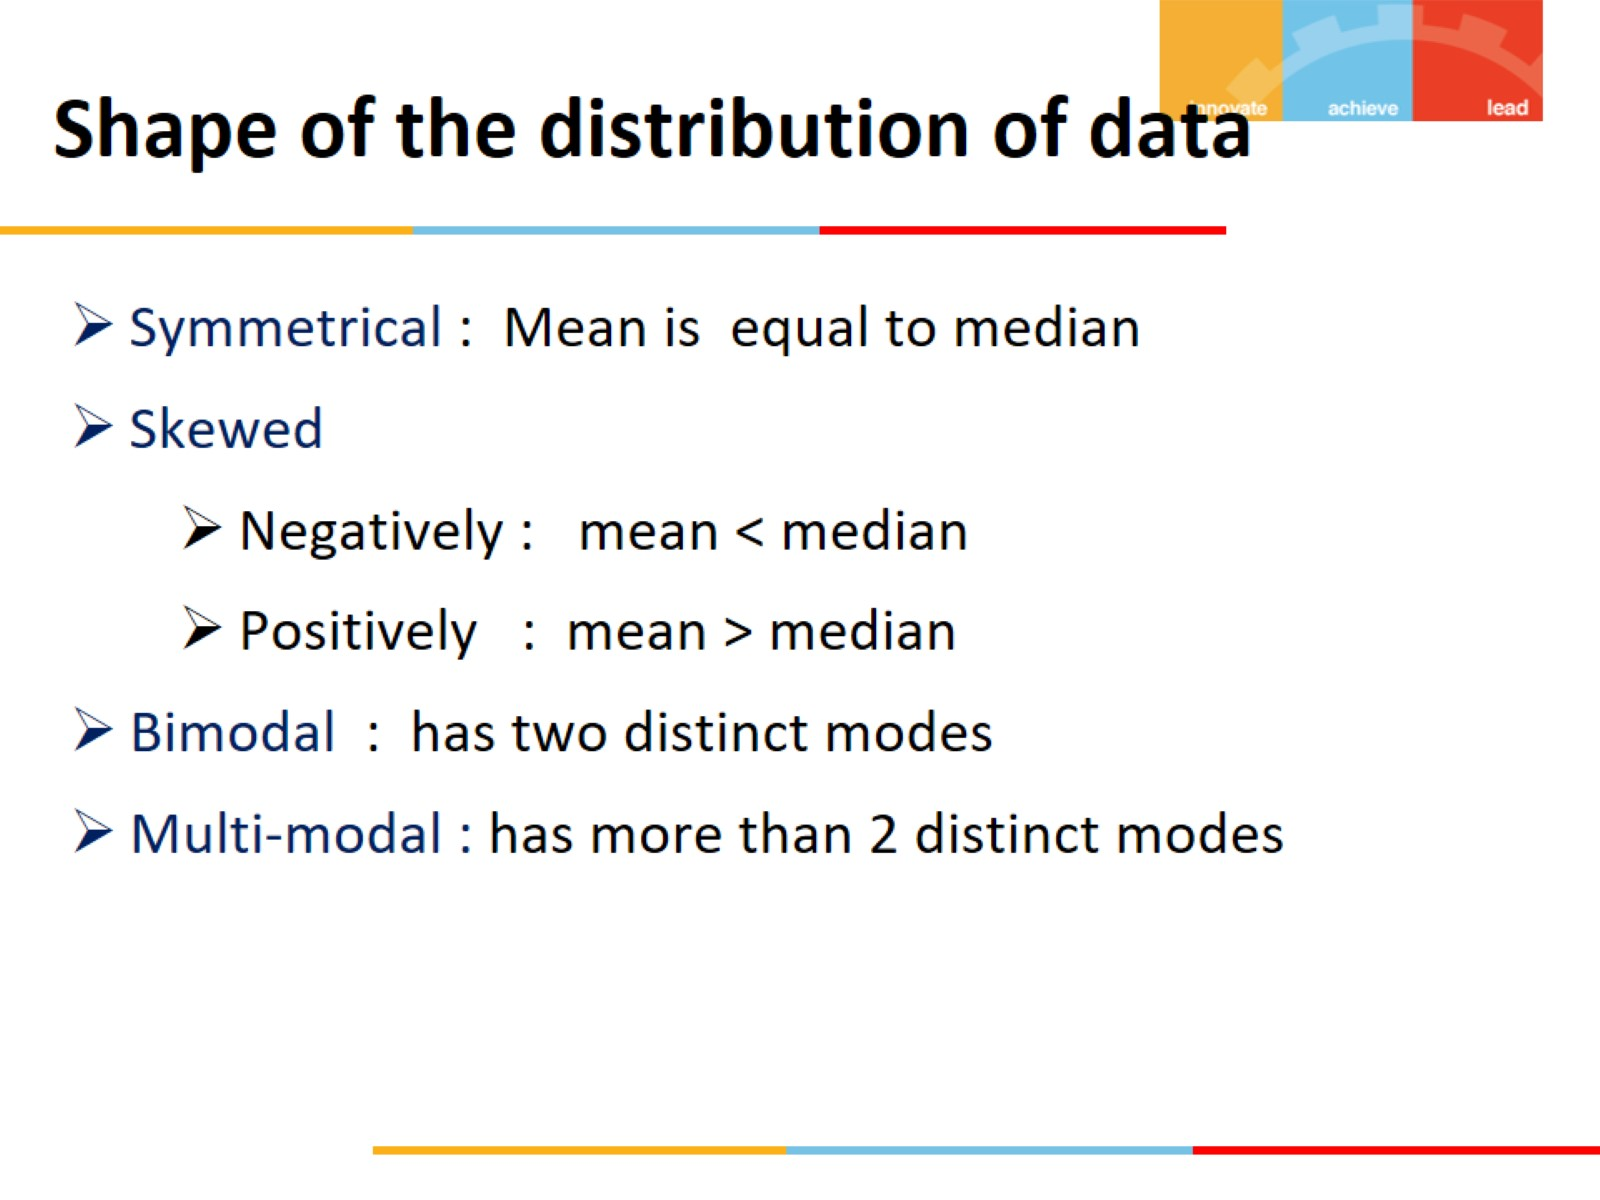 innovate achieve lead
Shape of the distribution of data
Symmetrical : Mean is equal to median
Skewed
Negatively : mean < median
Positively : mean > median
Bimodal : has two distinct modes
Multi-modal : has more than 2 distinct modes